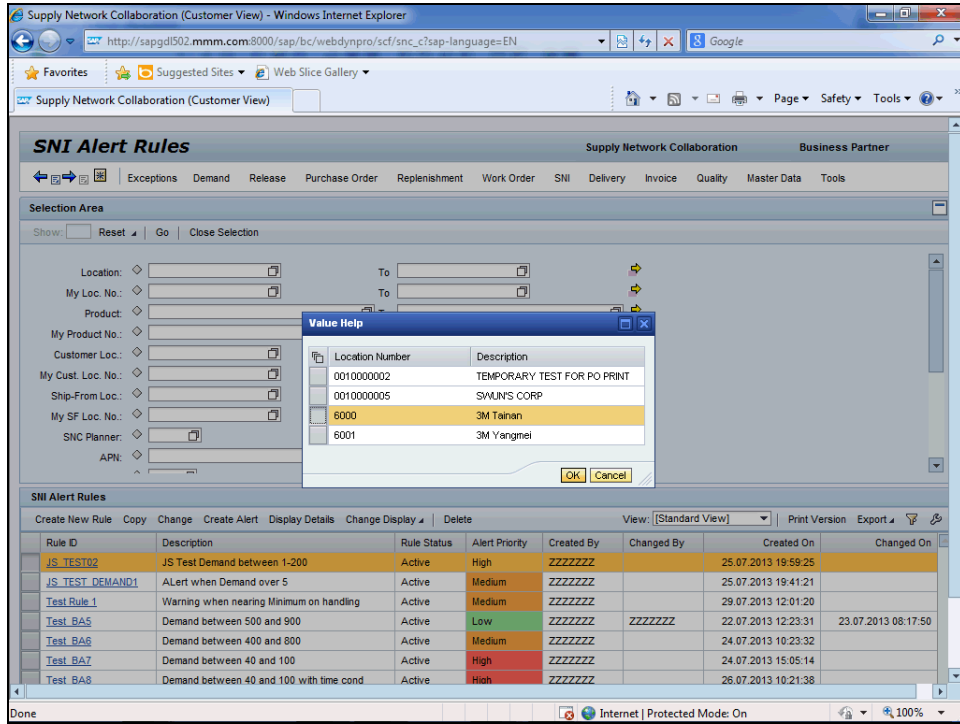 Supply Network Collaboration (Customer View) - Windows Internet Explorer
http://sapgdl502.mmm.com:8000/sap/bc/webdynpro/scf/snc_c?sap-language=EN
Google
Favorites Suggested Sites Web Slice Gallery
Supply Network Collaboration (Customer View)
Page Safety Tools
SNI Alert Rules
Supply Network Collaboration Business Partner
Exceptions Demand Release Purchase Order Replenishment Work Order SNI Delivery Invoice Quality Master Data Tools
Selection Area
Show: Reset Go Close Selection
Location: To
My Loc. No.: To
Product:
My Product No.:
Customer Loc.:
My Cust. Loc. No.:
Ship-From Loc.:
My SF Loc. No.:
SNC Planner:
APN:
Value Help
Location Number Description
0010000002 TEMPORARY TEST FOR PO PRINT
0010000005 SWUN'S CORP
6000 3M Tainan
6001 3M Yangmei
OK Cancel
SNI Alert Rules
Create New Rule Copy Change Create Alert Display Details Change Display Delete View: [Standard View] Print Version Export
Rule ID Description Rule Status Alert Priority Created By Changed By Created On Changed On
JS_TEST02 JS Test Demand between 1-200 Active High ZZZZZZZ 25.07.2013 19:59:25
JS_TEST_DEMAND1 ALert when Demand over 5 Active Medium ZZZZZZZ 25.07.2013 19:41:21
Test Rule 1 Warning when nearing Minimum on handling Active Medium ZZZZZZZ 29.07.2013 12:01:20
Test_BA5 Demand between 500 and 900 Active Low ZZZZZZZ ZZZZZZZ 22.07.2013 12:23:31 23.07.2013 08:17:50
Test_BA6 Demand between 400 and 800 Active Medium ZZZZZZZ 24.07.2013 10:23:32
Test_BA7 Demand between 40 and 100 Active High ZZZZZZZ 24.07.2013 15:05:14
Test_BA8 Demand between 40 and 100 with time cond Active High ZZZZZZZ 26.07.2013 10:21:38
Done Internet | Protected Mode: On 100%